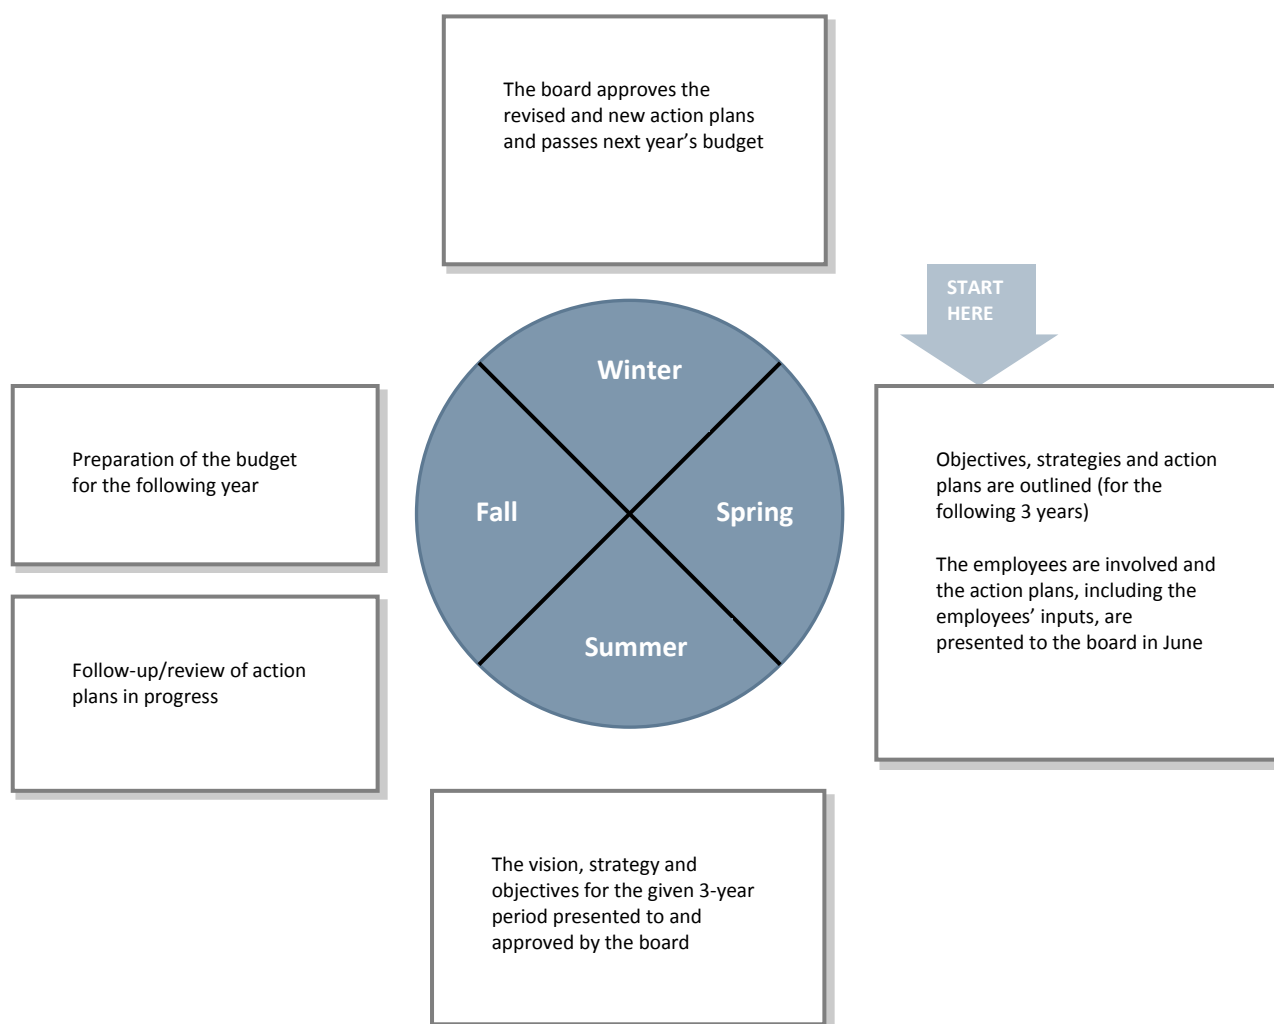 The board approves the
revised and new action plans
and passes next year’s budget
START
HERE
Winter
Fall
Spring
Summer
Preparation of the budget
for the following year
Follow-up/review of action
plans in progress
Objectives, strategies and action
plans are outlined (for the
following 3 years)
The employees are involved and
the action plans, including the
employees’ inputs, are
presented to the board in June
The vision, strategy and
objectives for the given 3-year
period presented to and
approved by the board